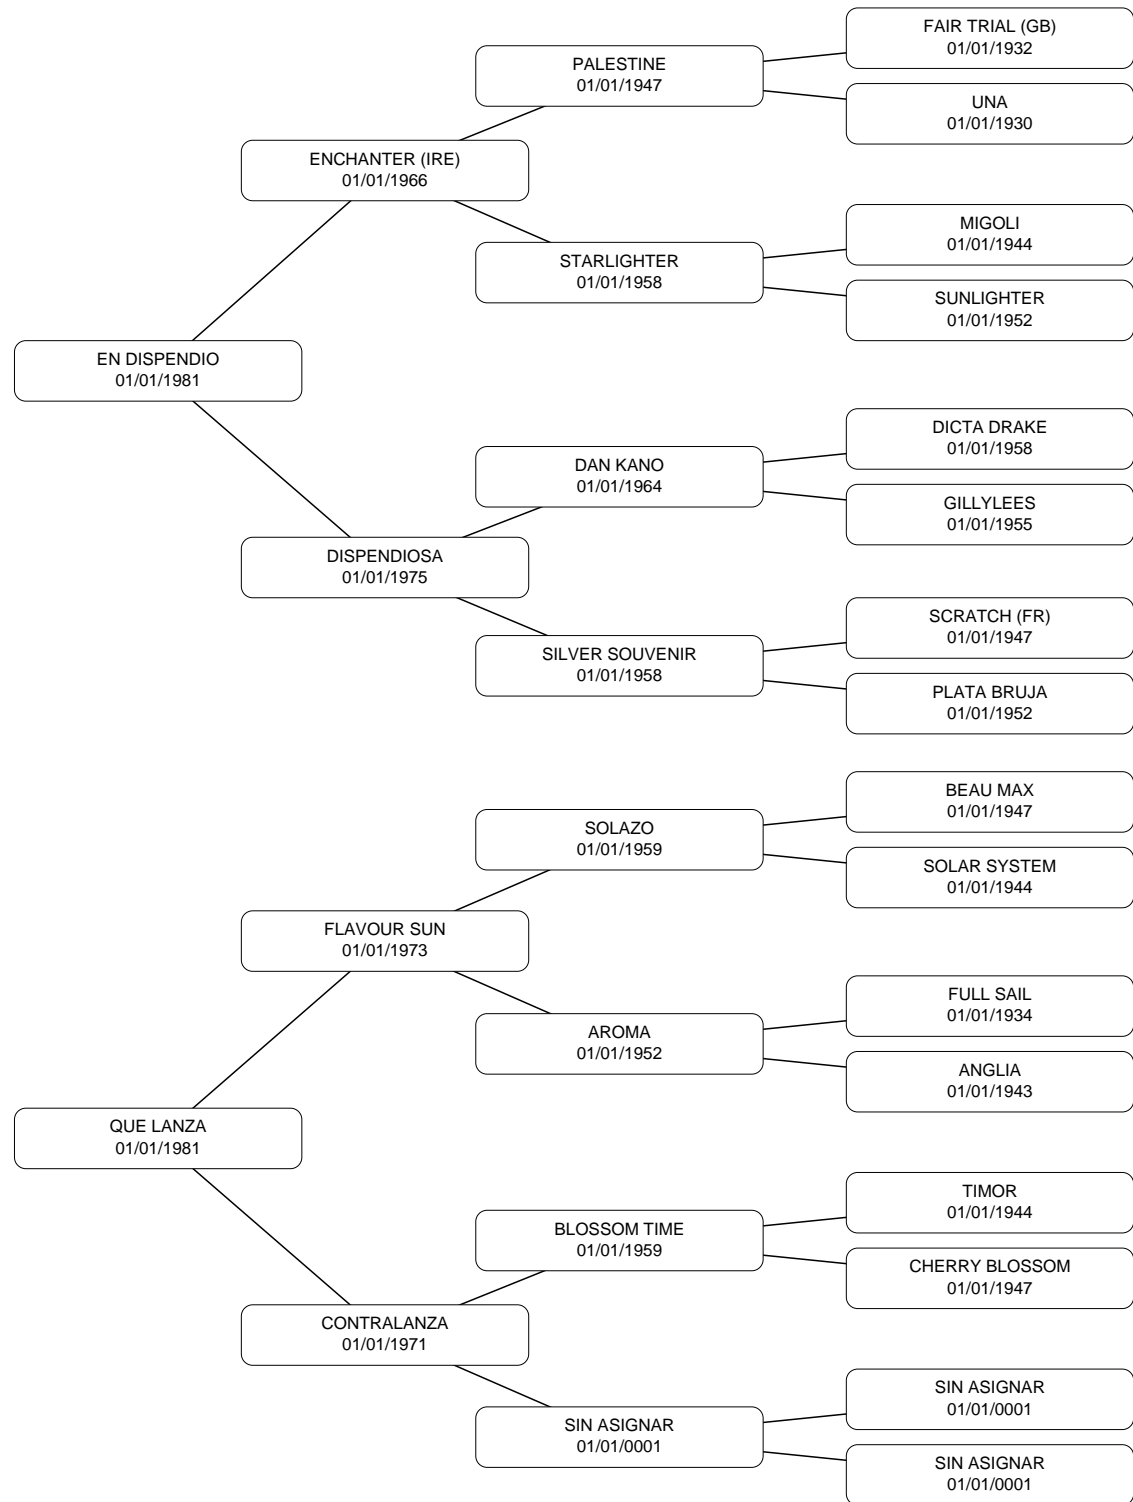 FAIR TRIAL (GB)
01/01/1932
PALESTINE
01/01/1947
UNA
01/01/1930
ENCHANTER (IRE)
01/01/1966
MIGOLI
01/01/1944
STARLIGHTER
01/01/1958
SUNLIGHTER
01/01/1952
EN DISPENDIO
01/01/1981
DICTA DRAKE
01/01/1958
DAN KANO
01/01/1964
GILLYLEES
01/01/1955
DISPENDIOSA
01/01/1975
SCRATCH (FR)
01/01/1947
SILVER SOUVENIR
01/01/1958
PLATA BRUJA
01/01/1952
BEAU MAX
01/01/1947
SOLAZO
01/01/1959
SOLAR SYSTEM
01/01/1944
FLAVOUR SUN
01/01/1973
FULL SAIL
01/01/1934
AROMA
01/01/1952
ANGLIA
01/01/1943
QUE LANZA
01/01/1981
TIMOR
01/01/1944
BLOSSOM TIME
01/01/1959
CHERRY BLOSSOM
01/01/1947
CONTRALANZA
01/01/1971
SIN ASIGNAR
01/01/0001
SIN ASIGNAR
01/01/0001
SIN ASIGNAR
01/01/0001